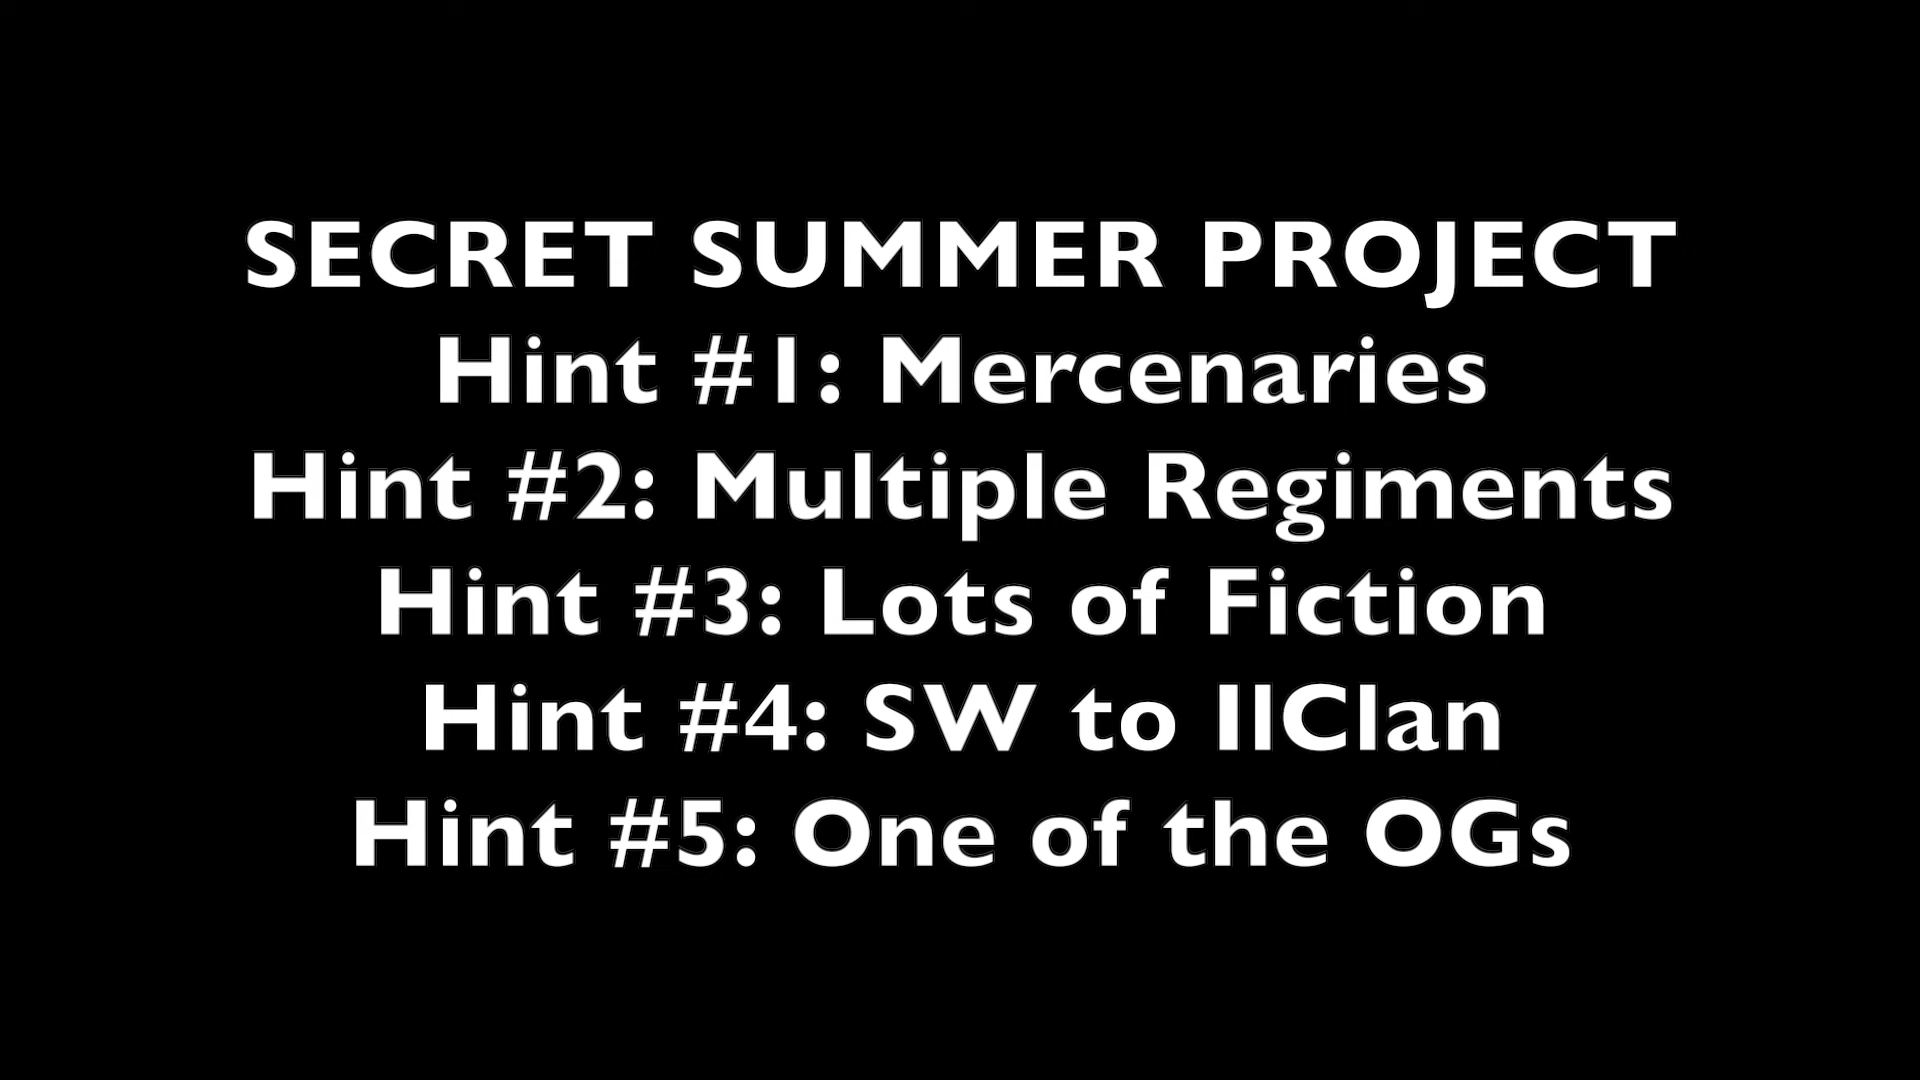 SECRET SUMMER PROJECT
Hint #1: Mercenaries
Hint #2: Multiple Regiments
Hint #3: Lots of Fiction
Hint #4: SW to IlClan
Hint #5: One of the OGs